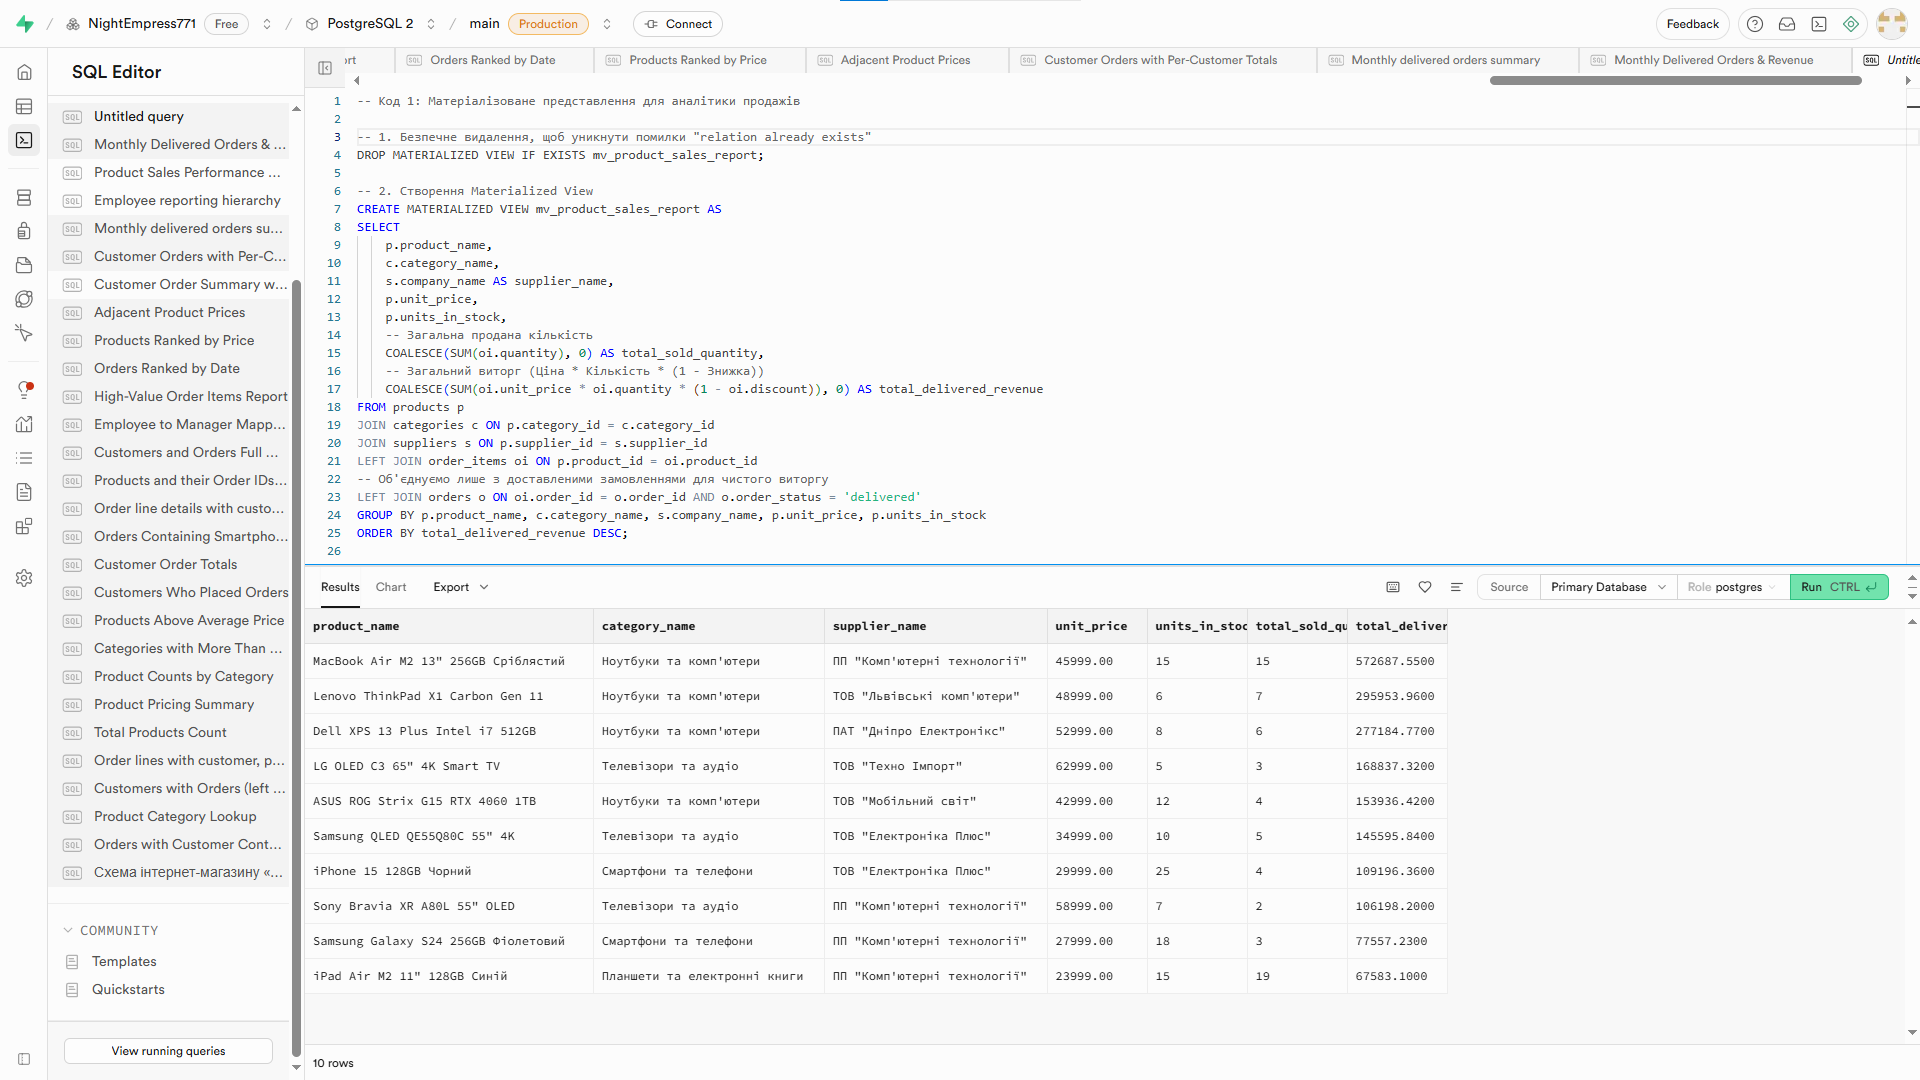 NightEmpress771 Free PostgreSQL 2 main Production Connect Feedback
SQL Editor
Untitled query
Monthly Delivered Orders & ...
Product Sales Performance ...
Employee reporting hierarchy
Monthly delivered orders su...
Customer Orders with Per-C...
Customer Order Summary w...
Adjacent Product Prices
Products Ranked by Price
Orders Ranked by Date
High-Value Order Items Report
Employee to Manager Mapp...
Customers and Orders Full ...
Products and their Order IDs...
Order line details with custo...
Orders Containing Smartpho...
Customer Order Totals
Customers Who Placed Orders
Products Above Average Price
Categories with More Than ...
Product Counts by Category
Product Pricing Summary
Total Products Count
Order lines with customer, p...
Customers with Orders (left ...
Product Category Lookup
Orders with Customer Cont...
Схема інтернет-магазину «...
COMMUNITY
Templates
Quickstarts
View running queries
ort Orders Ranked by Date Products Ranked by Price Adjacent Product Prices Customer Orders with Per-Customer Totals Monthly delivered orders summary Monthly Delivered Orders & Revenue Untitle
1 -- Код 1: Матеріалізоване представлення для аналітики продажів
2
3 -- 1. Безпечне видалення, щоб уникнути помилки "relation already exists"
4 DROP MATERIALIZED VIEW IF EXISTS mv_product_sales_report;
5
6 -- 2. Створення Materialized View
7 CREATE MATERIALIZED VIEW mv_product_sales_report AS
8 SELECT
9 p.product_name,
10 c.category_name,
11 s.company_name AS supplier_name,
12 p.unit_price,
13 p.units_in_stock,
14 -- Загальна продана кількість
15 COALESCE(SUM(oi.quantity), 0) AS total_sold_quantity,
16 -- Загальний виторг (Ціна * Кількість * (1 - Знижка))
17 COALESCE(SUM(oi.unit_price * oi.quantity * (1 - oi.discount)), 0) AS total_delivered_revenue
18 FROM products p
19 JOIN categories c ON p.category_id = c.category_id
20 JOIN suppliers s ON p.supplier_id = s.supplier_id
21 LEFT JOIN order_items oi ON p.product_id = oi.product_id
22 -- Об'єднуємо лише з доставленими замовленнями для чистого виторгу
23 LEFT JOIN orders o ON oi.order_id = o.order_id AND o.order_status = 'delivered'
24 GROUP BY p.product_name, c.category_name, s.company_name, p.unit_price, p.units_in_stock
25 ORDER BY total_delivered_revenue DESC;
26
Results Chart Export Source Primary Database Role postgres Run CTRL
product_name category_name supplier_name unit_price units_in_stoc total_sold_qu total_deliver
MacBook Air M2 13" 256GB Сріблястий Ноутбуки та комп'ютери ПП "Комп'ютерні технології" 45999.00 15 15 572687.5500
Lenovo ThinkPad X1 Carbon Gen 11 Ноутбуки та комп'ютери ТОВ "Львівські комп'ютери" 48999.00 6 7 295953.9600
Dell XPS 13 Plus Intel i7 512GB Ноутбуки та комп'ютери ПАТ "Дніпро Електронікс" 52999.00 8 6 277184.7700
LG OLED C3 65" 4K Smart TV Телевізори та аудіо ТОВ "Техно Імпорт" 62999.00 5 3 168837.3200
ASUS ROG Strix G15 RTX 4060 1TB Ноутбуки та комп'ютери ТОВ "Мобільний світ" 42999.00 12 4 153936.4200
Samsung QLED QE55Q80C 55" 4K Телевізори та аудіо ТОВ "Електроніка Плюс" 34999.00 10 5 145595.8400
iPhone 15 128GB Чорний Смартфони та телефони ТОВ "Електроніка Плюс" 29999.00 25 4 109196.3600
Sony Bravia XR A80L 55" OLED Телевізори та аудіо ПП "Комп'ютерні технології" 58999.00 7 2 106198.2000
Samsung Galaxy S24 256GB Фіолетовий Смартфони та телефони ПП "Комп'ютерні технології" 27999.00 18 3 77557.2300
iPad Air M2 11" 128GB Синій Планшети та електронні книги ПП "Комп'ютерні технології" 23999.00 15 19 67583.1000
10 rows